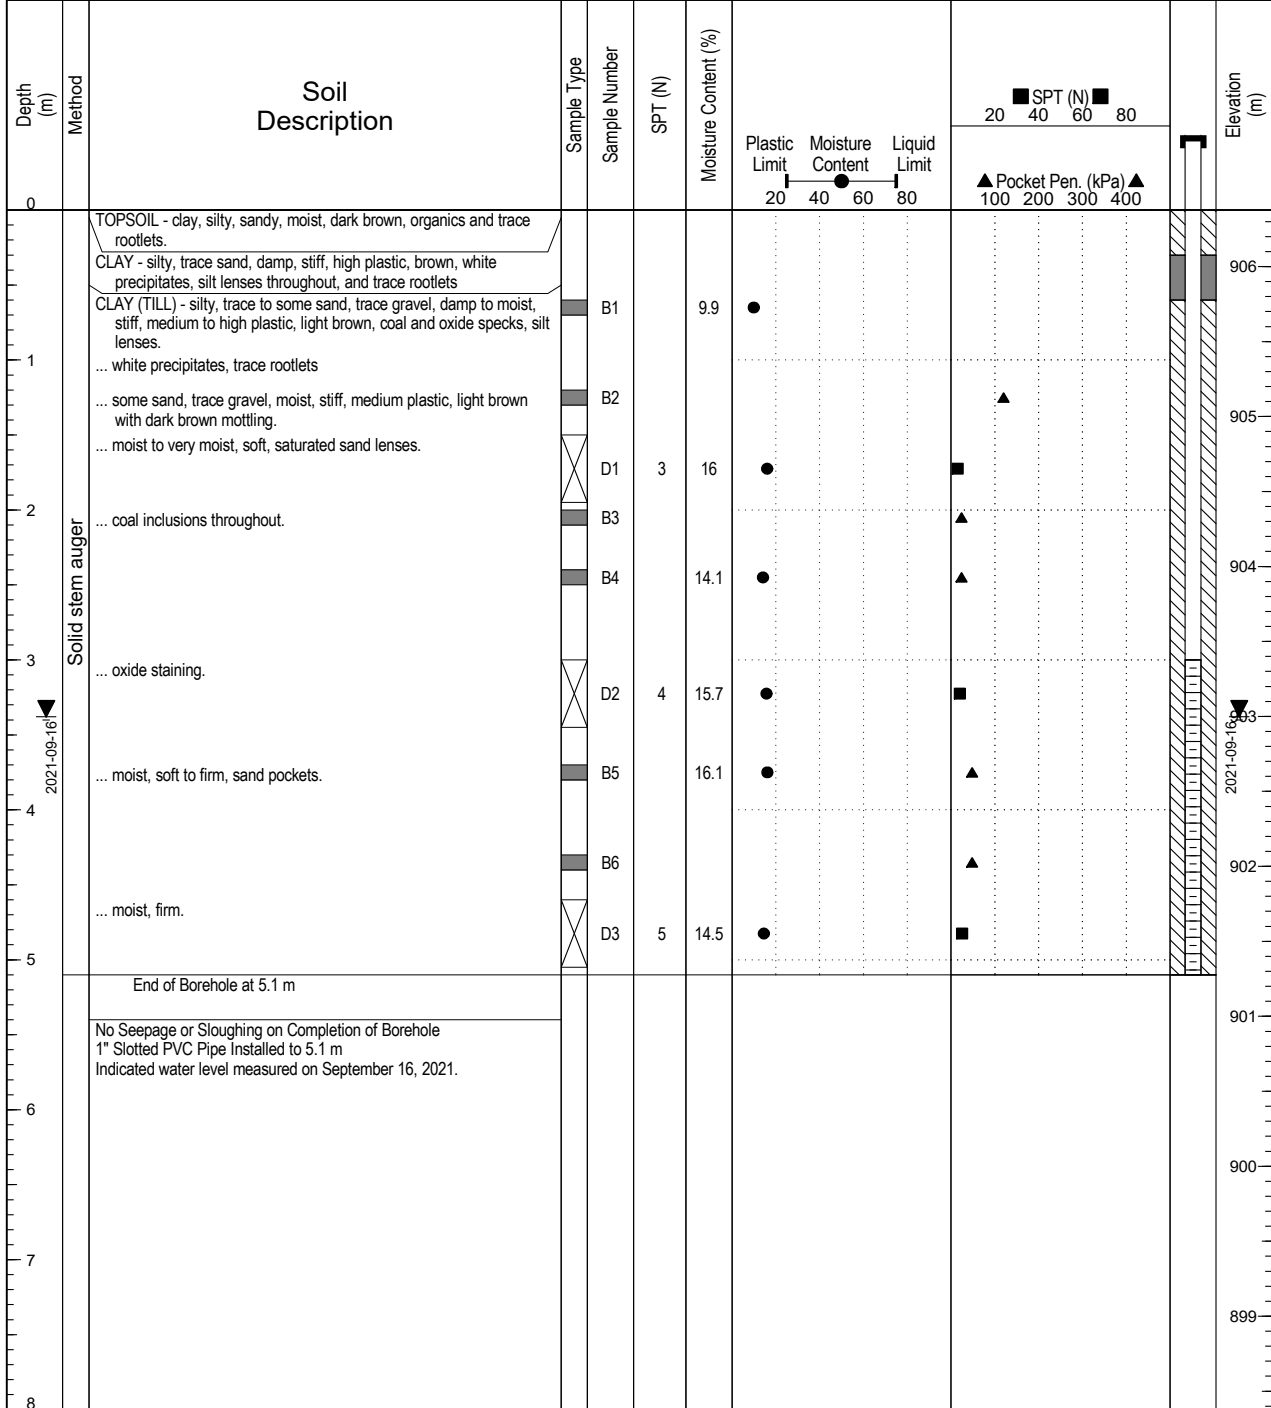 Depth
(m)
Method
Soil
Description
Sample Type
Sample Number
SPT (N)
Moisture Content (%)
Plastic Limit
Moisture Content
Liquid Limit
20 40 60 80
SPT (N)
20 40 60 80
Pocket Pen. (kPa)
100 200 300 400
Elevation
(m)
0
TOPSOIL - clay, silty, sandy, moist, dark brown, organics and trace
rootlets.
CLAY - silty, trace sand, damp, stiff, high plastic, brown, white
precipitates, silt lenses throughout, and trace rootlets
906
CLAY (TILL) - silty, trace to some sand, trace gravel, damp to moist,
stiff, medium to high plastic, light brown, coal and oxide specks, silt
lenses.
B1 9.9
1
... white precipitates, trace rootlets
... some sand, trace gravel, moist, stiff, medium plastic, light brown
with dark brown mottling.
B2
905
... moist to very moist, soft, saturated sand lenses.
D1 3 16
2
... coal inclusions throughout.
B3
Solid stem auger
B4 14.1
904
3
... oxide staining.
D2 4 15.7
903
2021-09-16
2021-09-16
... moist, soft to firm, sand pockets.
B5 16.1
4
B6
902
... moist, firm.
D3 5 14.5
5
End of Borehole at 5.1 m
901
No Seepage or Sloughing on Completion of Borehole
1" Slotted PVC Pipe Installed to 5.1 m
Indicated water level measured on September 16, 2021.
6
900
7
899
8